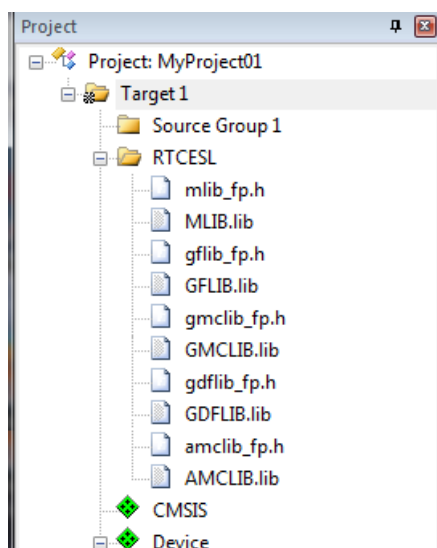 Project
Project: MyProject01
Target 1
Source Group 1
RTCESL
mlib_fp.h
MLIB.lib
gflib_fp.h
GFLIB.lib
gmclib_fp.h
GMCLIB.lib
gdflib_fp.h
GDFLIB.lib
amclib_fp.h
AMCLIB.lib
CMSIS
Device